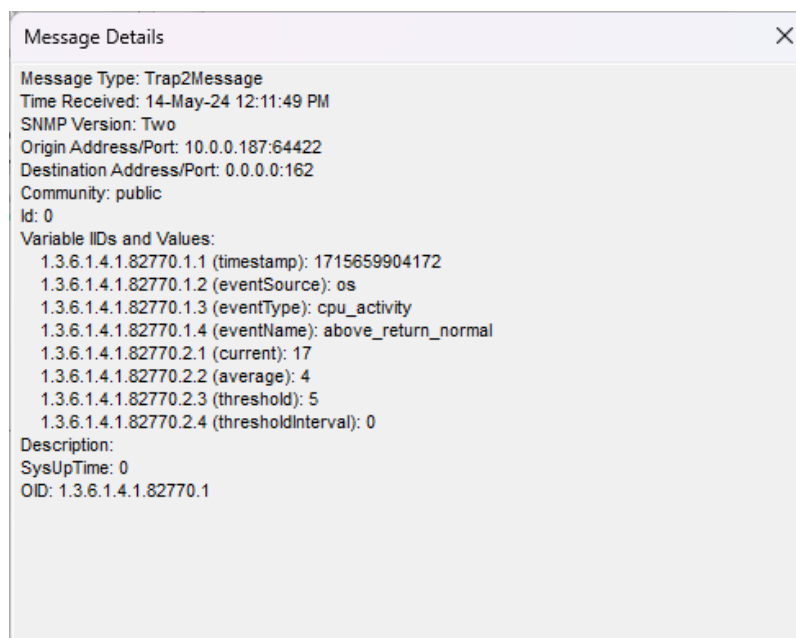 Message Details
Message Type: Trap2Message
Time Received: 14-May-24 12:11:49 PM
SNMP Version: Two
Origin Address/Port: 10.0.0.187:64422
Destination Address/Port: 0.0.0.0:162
Community: public
Id: 0
Variable IIDs and Values:
1.3.6.1.4.1.82770.1.1 (timestamp): 1715659904172
1.3.6.1.4.1.82770.1.2 (eventSource): os
1.3.6.1.4.1.82770.1.3 (eventType): cpu_activity
1.3.6.1.4.1.82770.1.4 (eventName): above_return_normal
1.3.6.1.4.1.82770.2.1 (current): 17
1.3.6.1.4.1.82770.2.2 (average): 4
1.3.6.1.4.1.82770.2.3 (threshold): 5
1.3.6.1.4.1.82770.2.4 (thresholdInterval): 0
Description:
SysUpTime: 0
OID: 1.3.6.1.4.1.82770.1